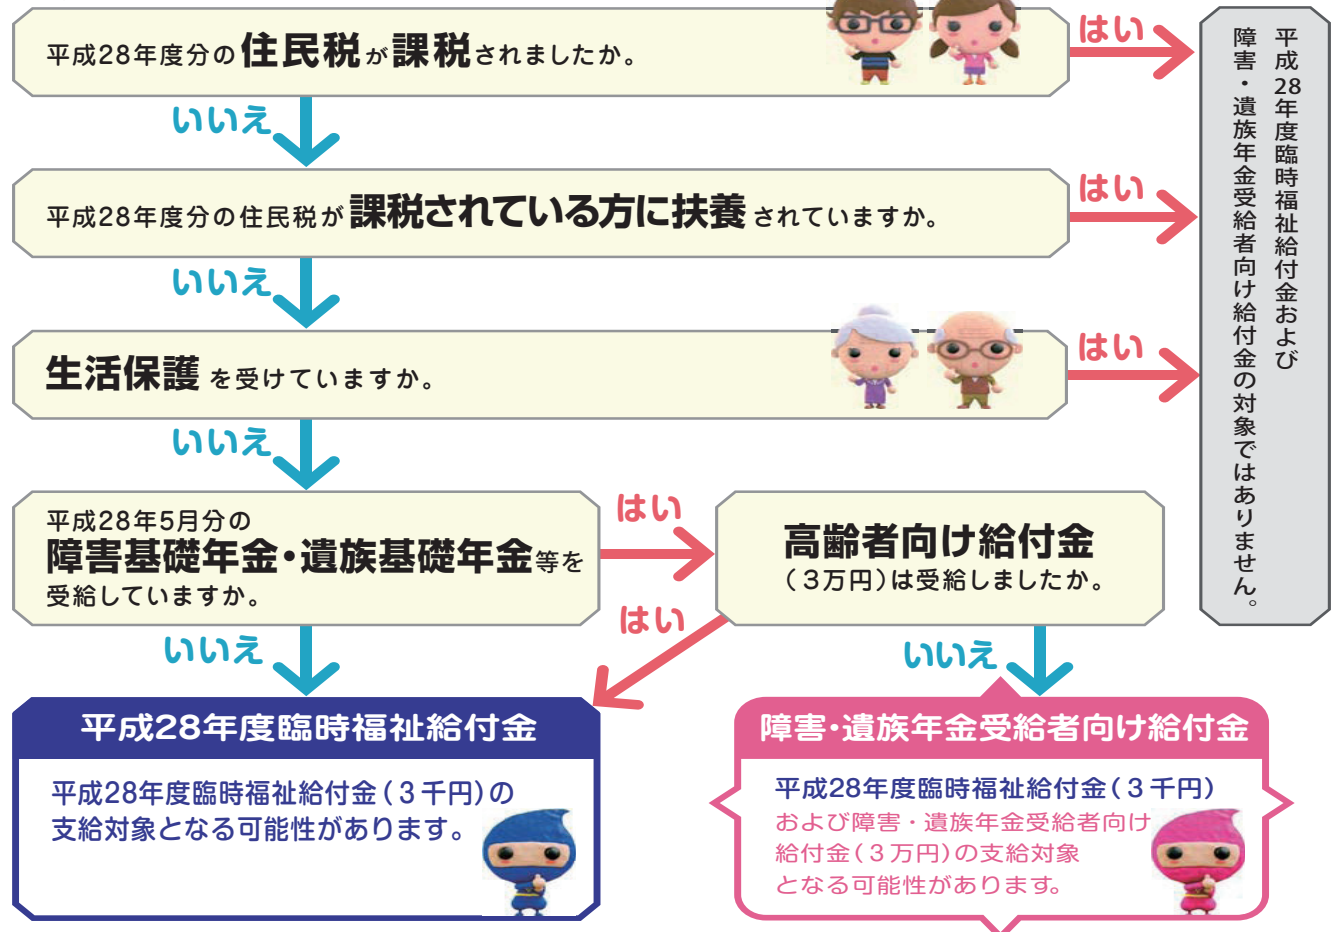 平成28年度分の住民税が課税されましたか。
はい
いいえ
平成28年度分の住民税が課税されている方に扶養されていますか。
はい
いいえ
生活保護を受けていますか。
はい
いいえ
平成28年度臨時福祉給付金および
障害・遺族年金受給者向け給付金の対象ではありません。
平成28年5月分の
障害基礎年金・遺族基礎年金等を
受給していますか。
はい
いいえ
高齢者向け給付金
（3万円）は受給しましたか。
はい
いいえ
平成28年度臨時福祉給付金
平成28年度臨時福祉給付金（3千円）の
支給対象となる可能性があります。
障害・遺族年金受給者向け給付金
平成28年度臨時福祉給付金（3千円）
および障害・遺族年金受給者向け
給付金（3万円）の支給対象
となる可能性があります。